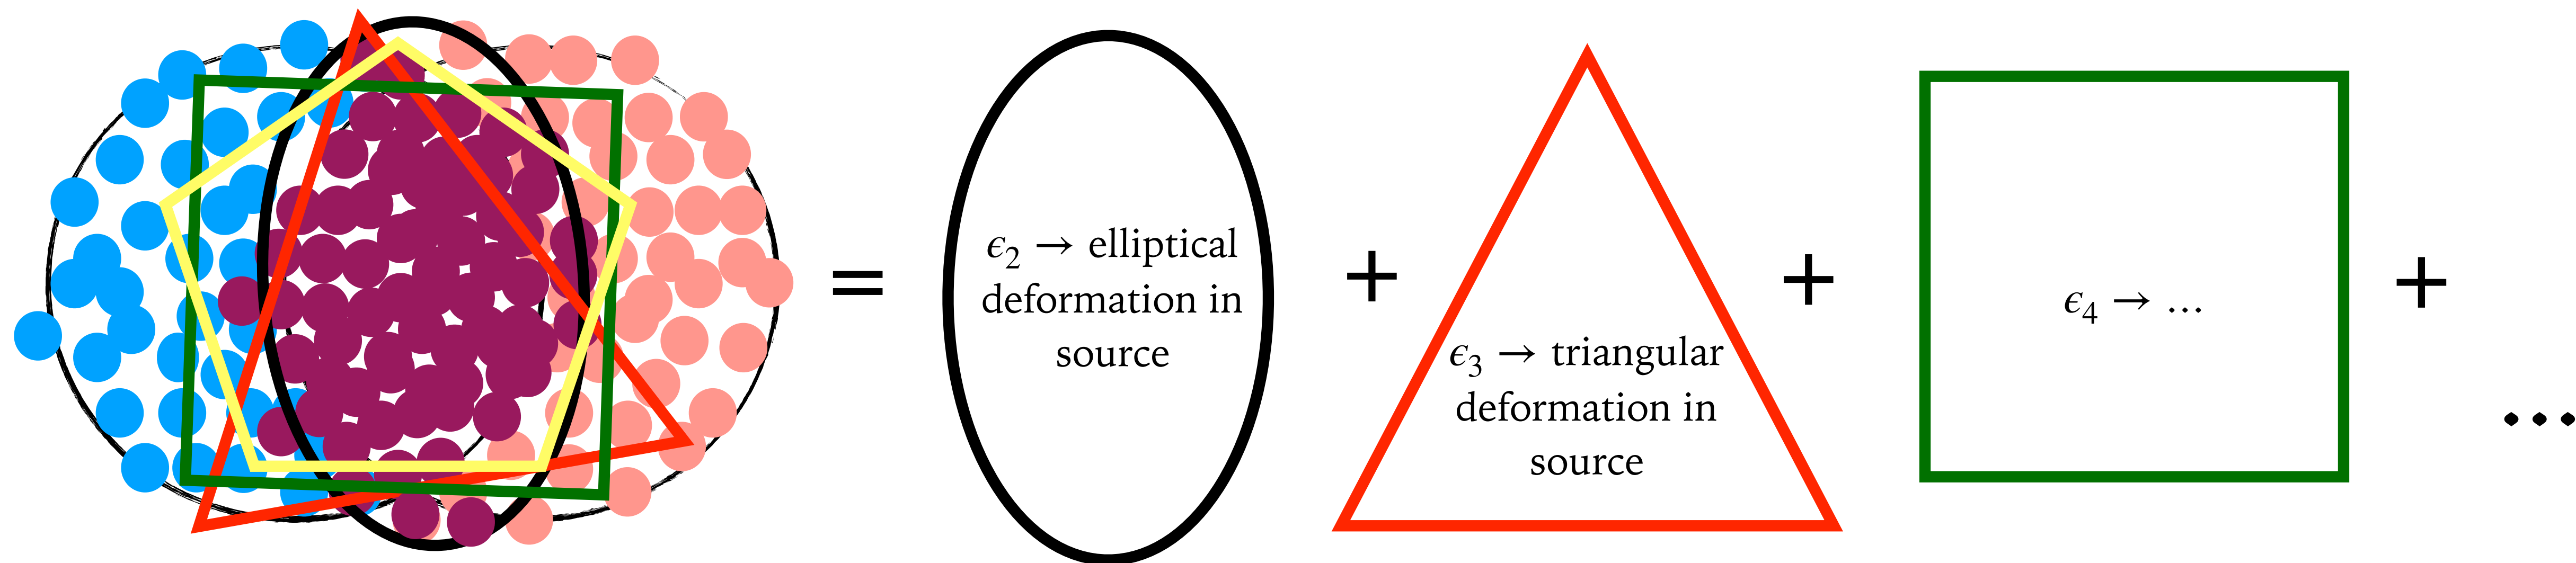 =
ϵ2 → elliptical
deformation in
source
+
ϵ3 → triangular
deformation in
source
+
ϵ4 → ...
+
...